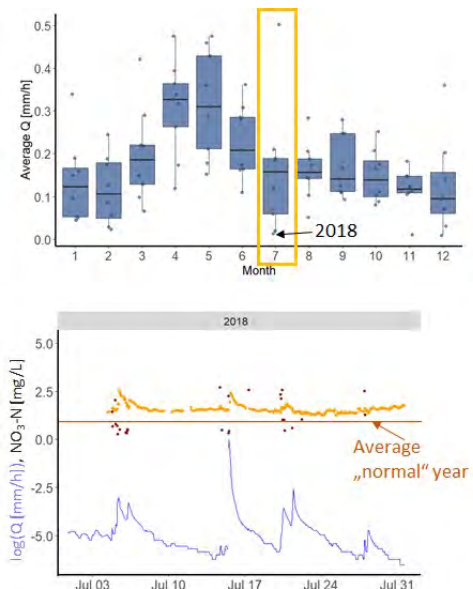 Average Q [mm/h]
0.5
0.4
0.3
0.2
0.1
0.0
2018
1 2 3 4 5 6 7 8 9 10 11 12
Month
2018
log(Q [mm/h]), NO3-N [mg/L]
5.0
2.5
0.0
-2.5
-5.0
Average
„normal“ year
Jul 03 Jul 10 Jul 17 Jul 24 Jul 31